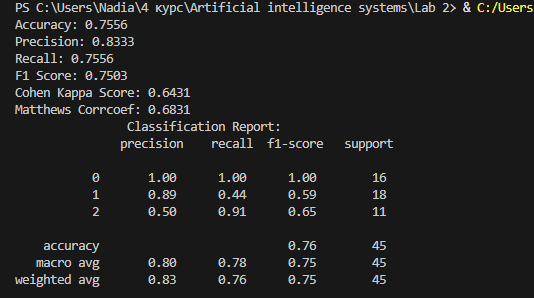 PS C:\Users\Nadia\4 курс\Artificial intelligence systems\Lab 2> & C:/Users
Accuracy: 0.7556
Precision: 0.8333
Recall: 0.7556
F1 Score: 0.7503
Cohen Kappa Score: 0.6431
Matthews Corrcoef: 0.6831
Classification Report:
precision recall f1-score support
0 1.00 1.00 1.00 16
1 0.89 0.44 0.59 18
2 0.50 0.91 0.65 11
accuracy 0.76 45
macro avg 0.80 0.78 0.75 45
weighted avg 0.83 0.76 0.75 45